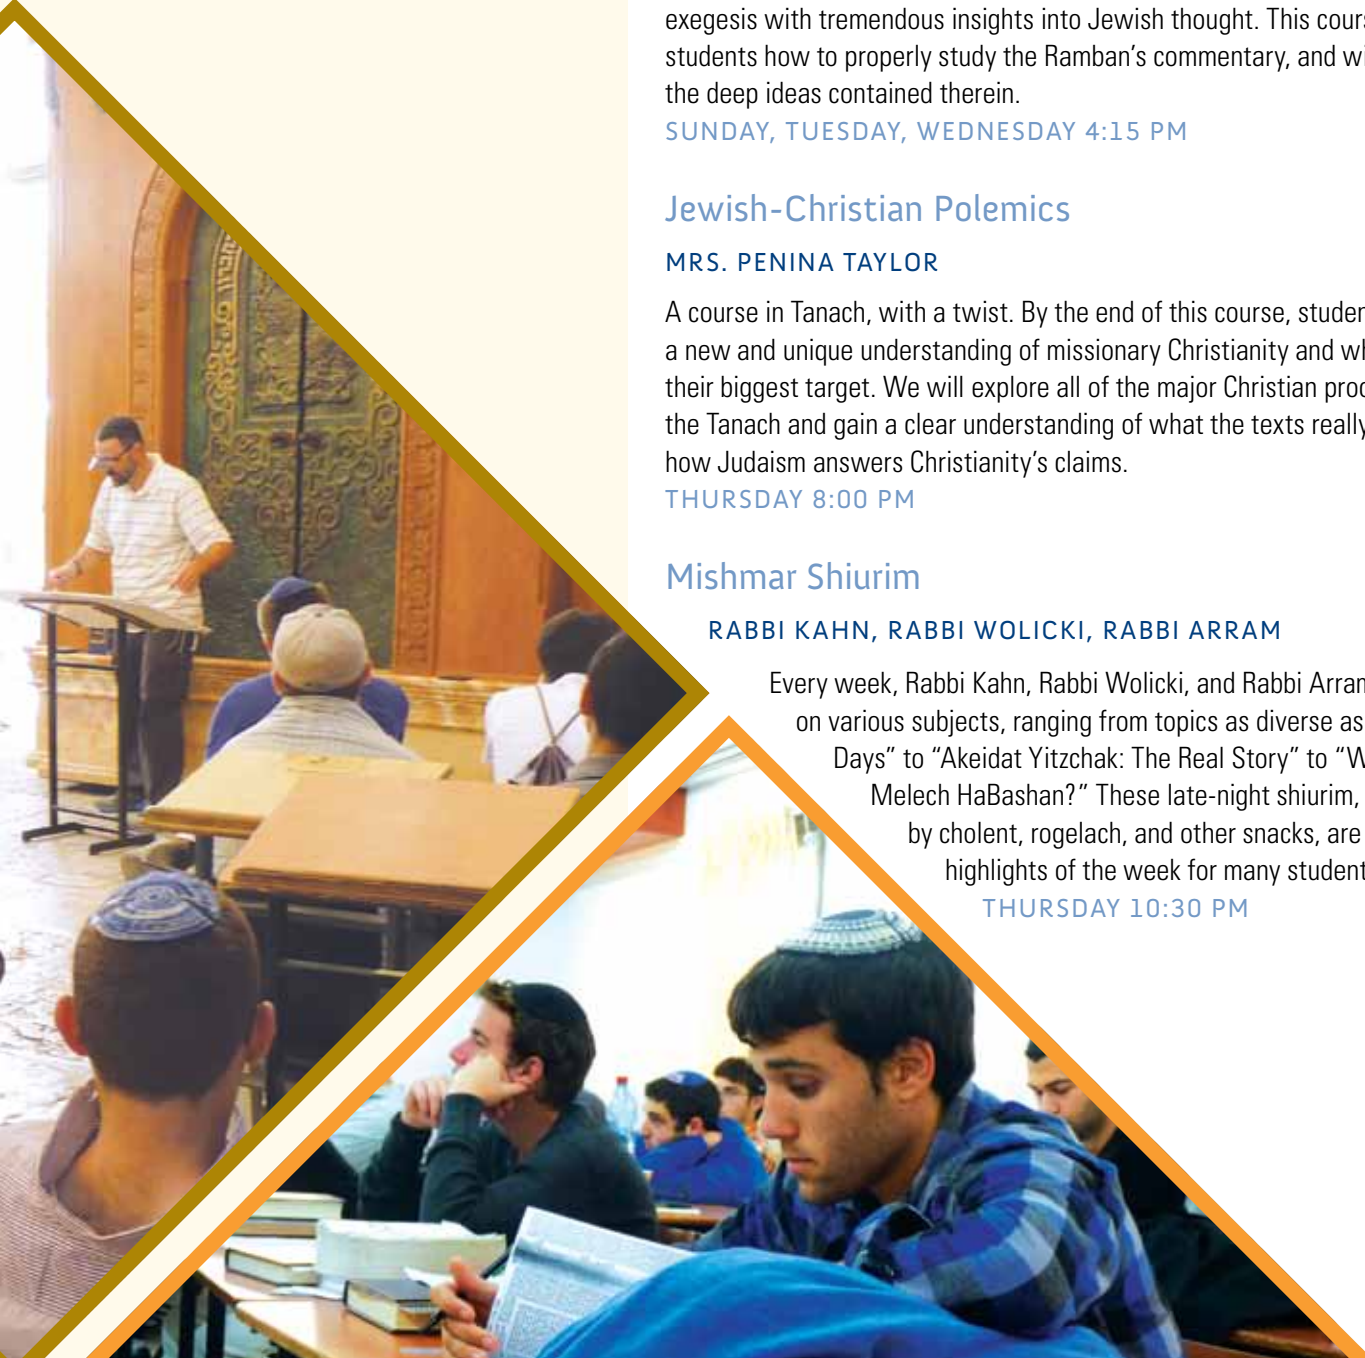 exegesis with tremendous insights into Jewish thought. This
students how to properly study the Ramban’s commentary, and
the deep ideas contained therein.
SUNDAY, TUESDAY, WEDNESDAY 4:15 PM
Jewish-Christian Polemics
MRS. PENINA TAYLOR
A course in Tanach, with a twist. By the end of this course,
a new and unique understanding of missionary Christianity and
their biggest target. We will explore all of the major Christian
the Tanach and gain a clear understanding of what the texts really
how Judaism answers Christianity’s claims.
THURSDAY 8:00 PM
Mishmar Shiurim
RABBI KAHN, RABBI WOLICKI, RABBI ARRAM
Every week, Rabbi Kahn, Rabbi Wolicki, and Rabbi
on various subjects, ranging from topics as diverse as
Days” to “Akeidat Yitzchak: The Real Story” to
Melech HaBashan?” These late-night shiurim,
by cholent, rogelach, and other snacks, are
highlights of the week for many
THURSDAY 10:30 PM